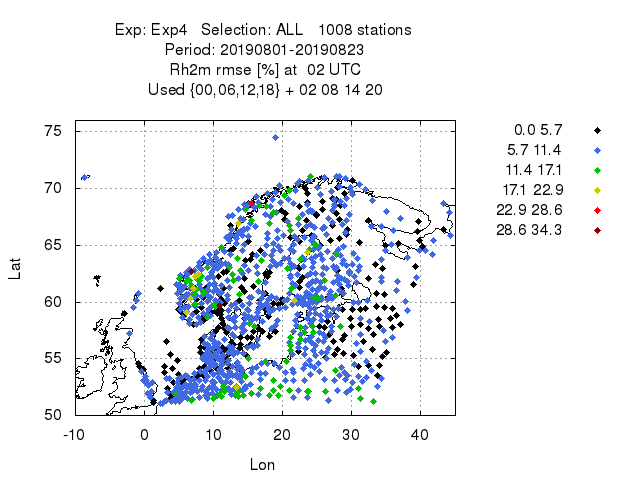 Exp: Exp4   Selection: ALL   1008 stations
Period: 20190801-20190823
Rh2m rmse [%] at  02 UTC
Used {00,06,12,18} + 02 08 14 20
0.0 5.7
5.7 11.4
11.4 17.1
17.1 22.9
22.9 28.6
28.6 34.3
75
70
65
60
55
50
Lat
-10 0 10 20 30 40
Lon